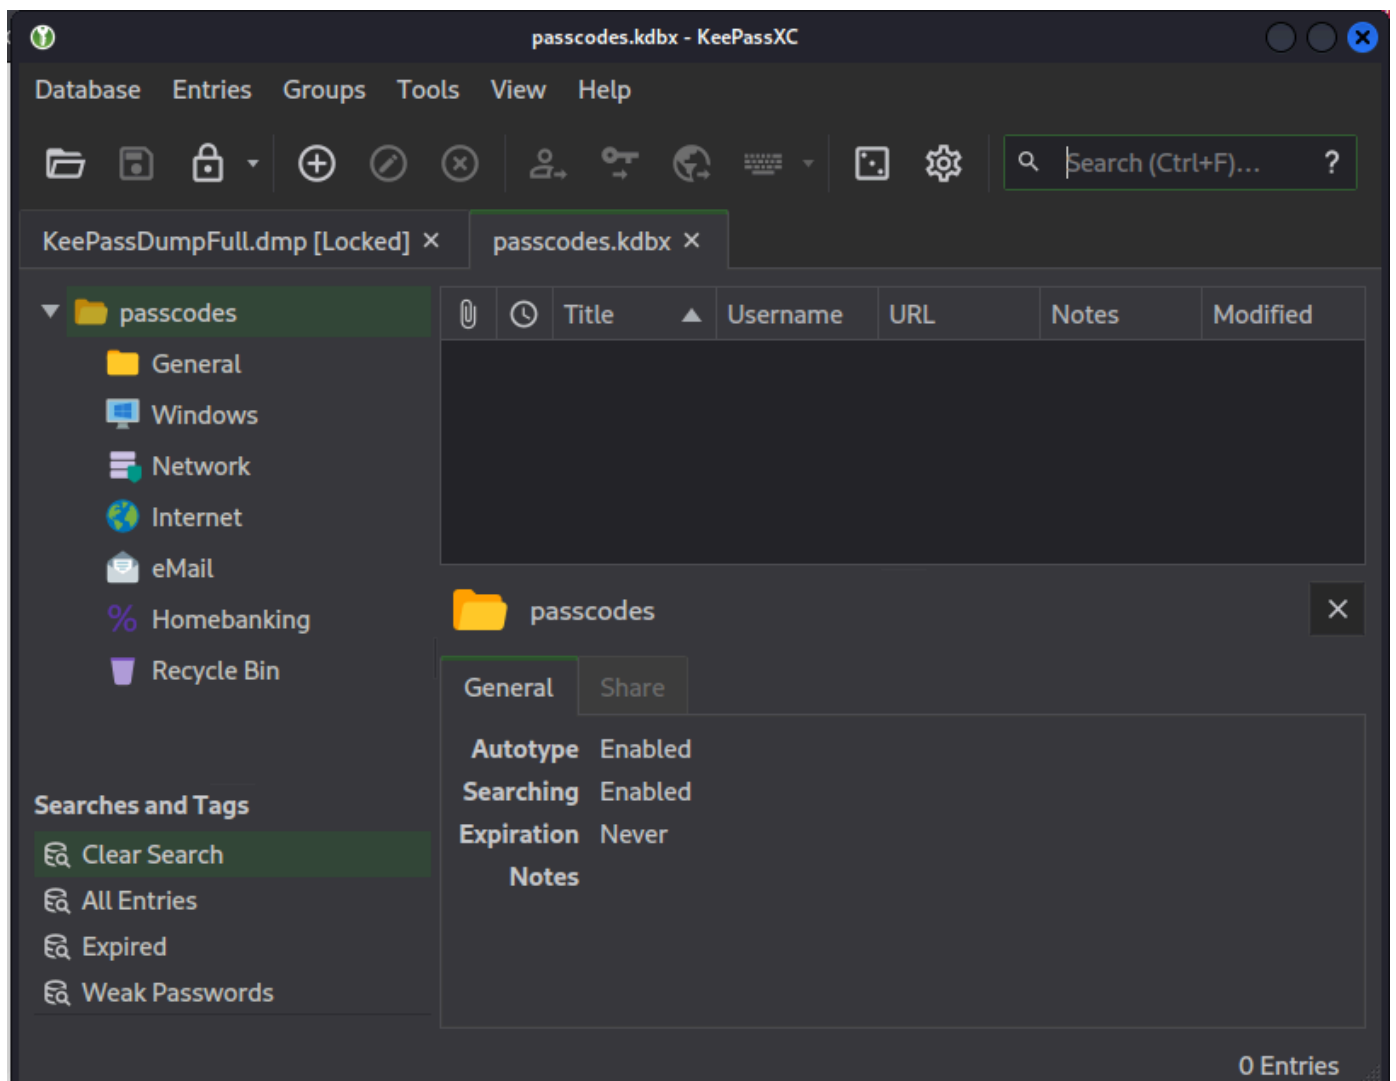 passcodes.kdbx - KeePassXC
Database Entries Groups Tools View Help
Search (Ctrl+F)... ?
KeePassDumpFull.dmp [Locked] passcodes.kdbx
passcodes
General
Windows
Network
Internet
eMail
% Homebanking
Recycle Bin
Searches and Tags
Clear Search
All Entries
Expired
Weak Passwords
Title Username URL Notes Modified
passcodes
General Share
Autotype Enabled
Searching Enabled
Expiration Never
Notes
0 Entries